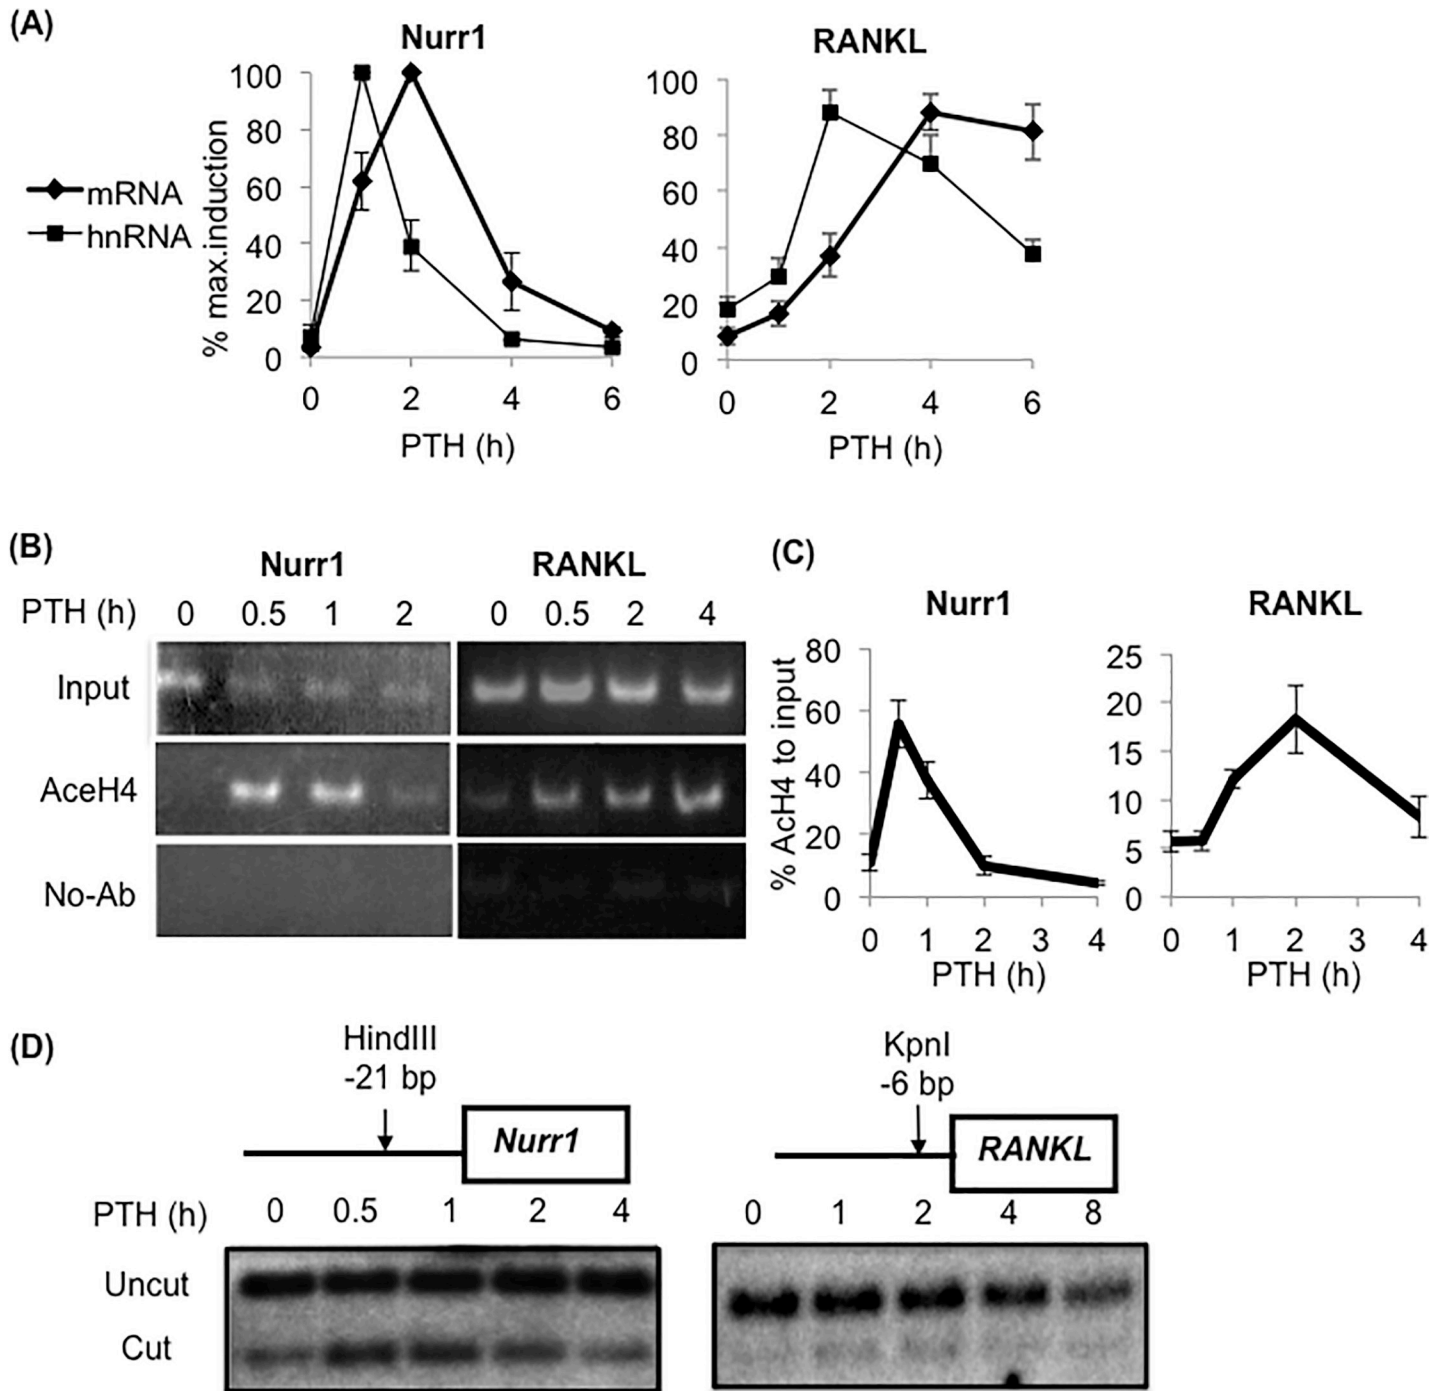 (A)
Nurr1
RANKL
mRNA
hnRNA
% max.induction
100
80
60
40
20
0
0 2 4 6
PTH (h)
100
80
60
40
20
0
0 2 4 6
PTH (h)
(B)
Nurr1 RANKL
PTH (h) 0 0.5 1 2 0 0.5 2 4
Input
AceH4
No-Ab
(C)
Nurr1
RANKL
% AcH4 to input
80
60
40
20
0
0 1 2 3 4
PTH (h)
25
20
15
10
5
0
0 1 2 3 4
PTH (h)
(D)
HindIII
-21 bp
Nurr1
KpnI
-6 bp
RANKL
PTH (h) 0 0.5 1 2 4 0 1 2 4 8
Uncut
Cut